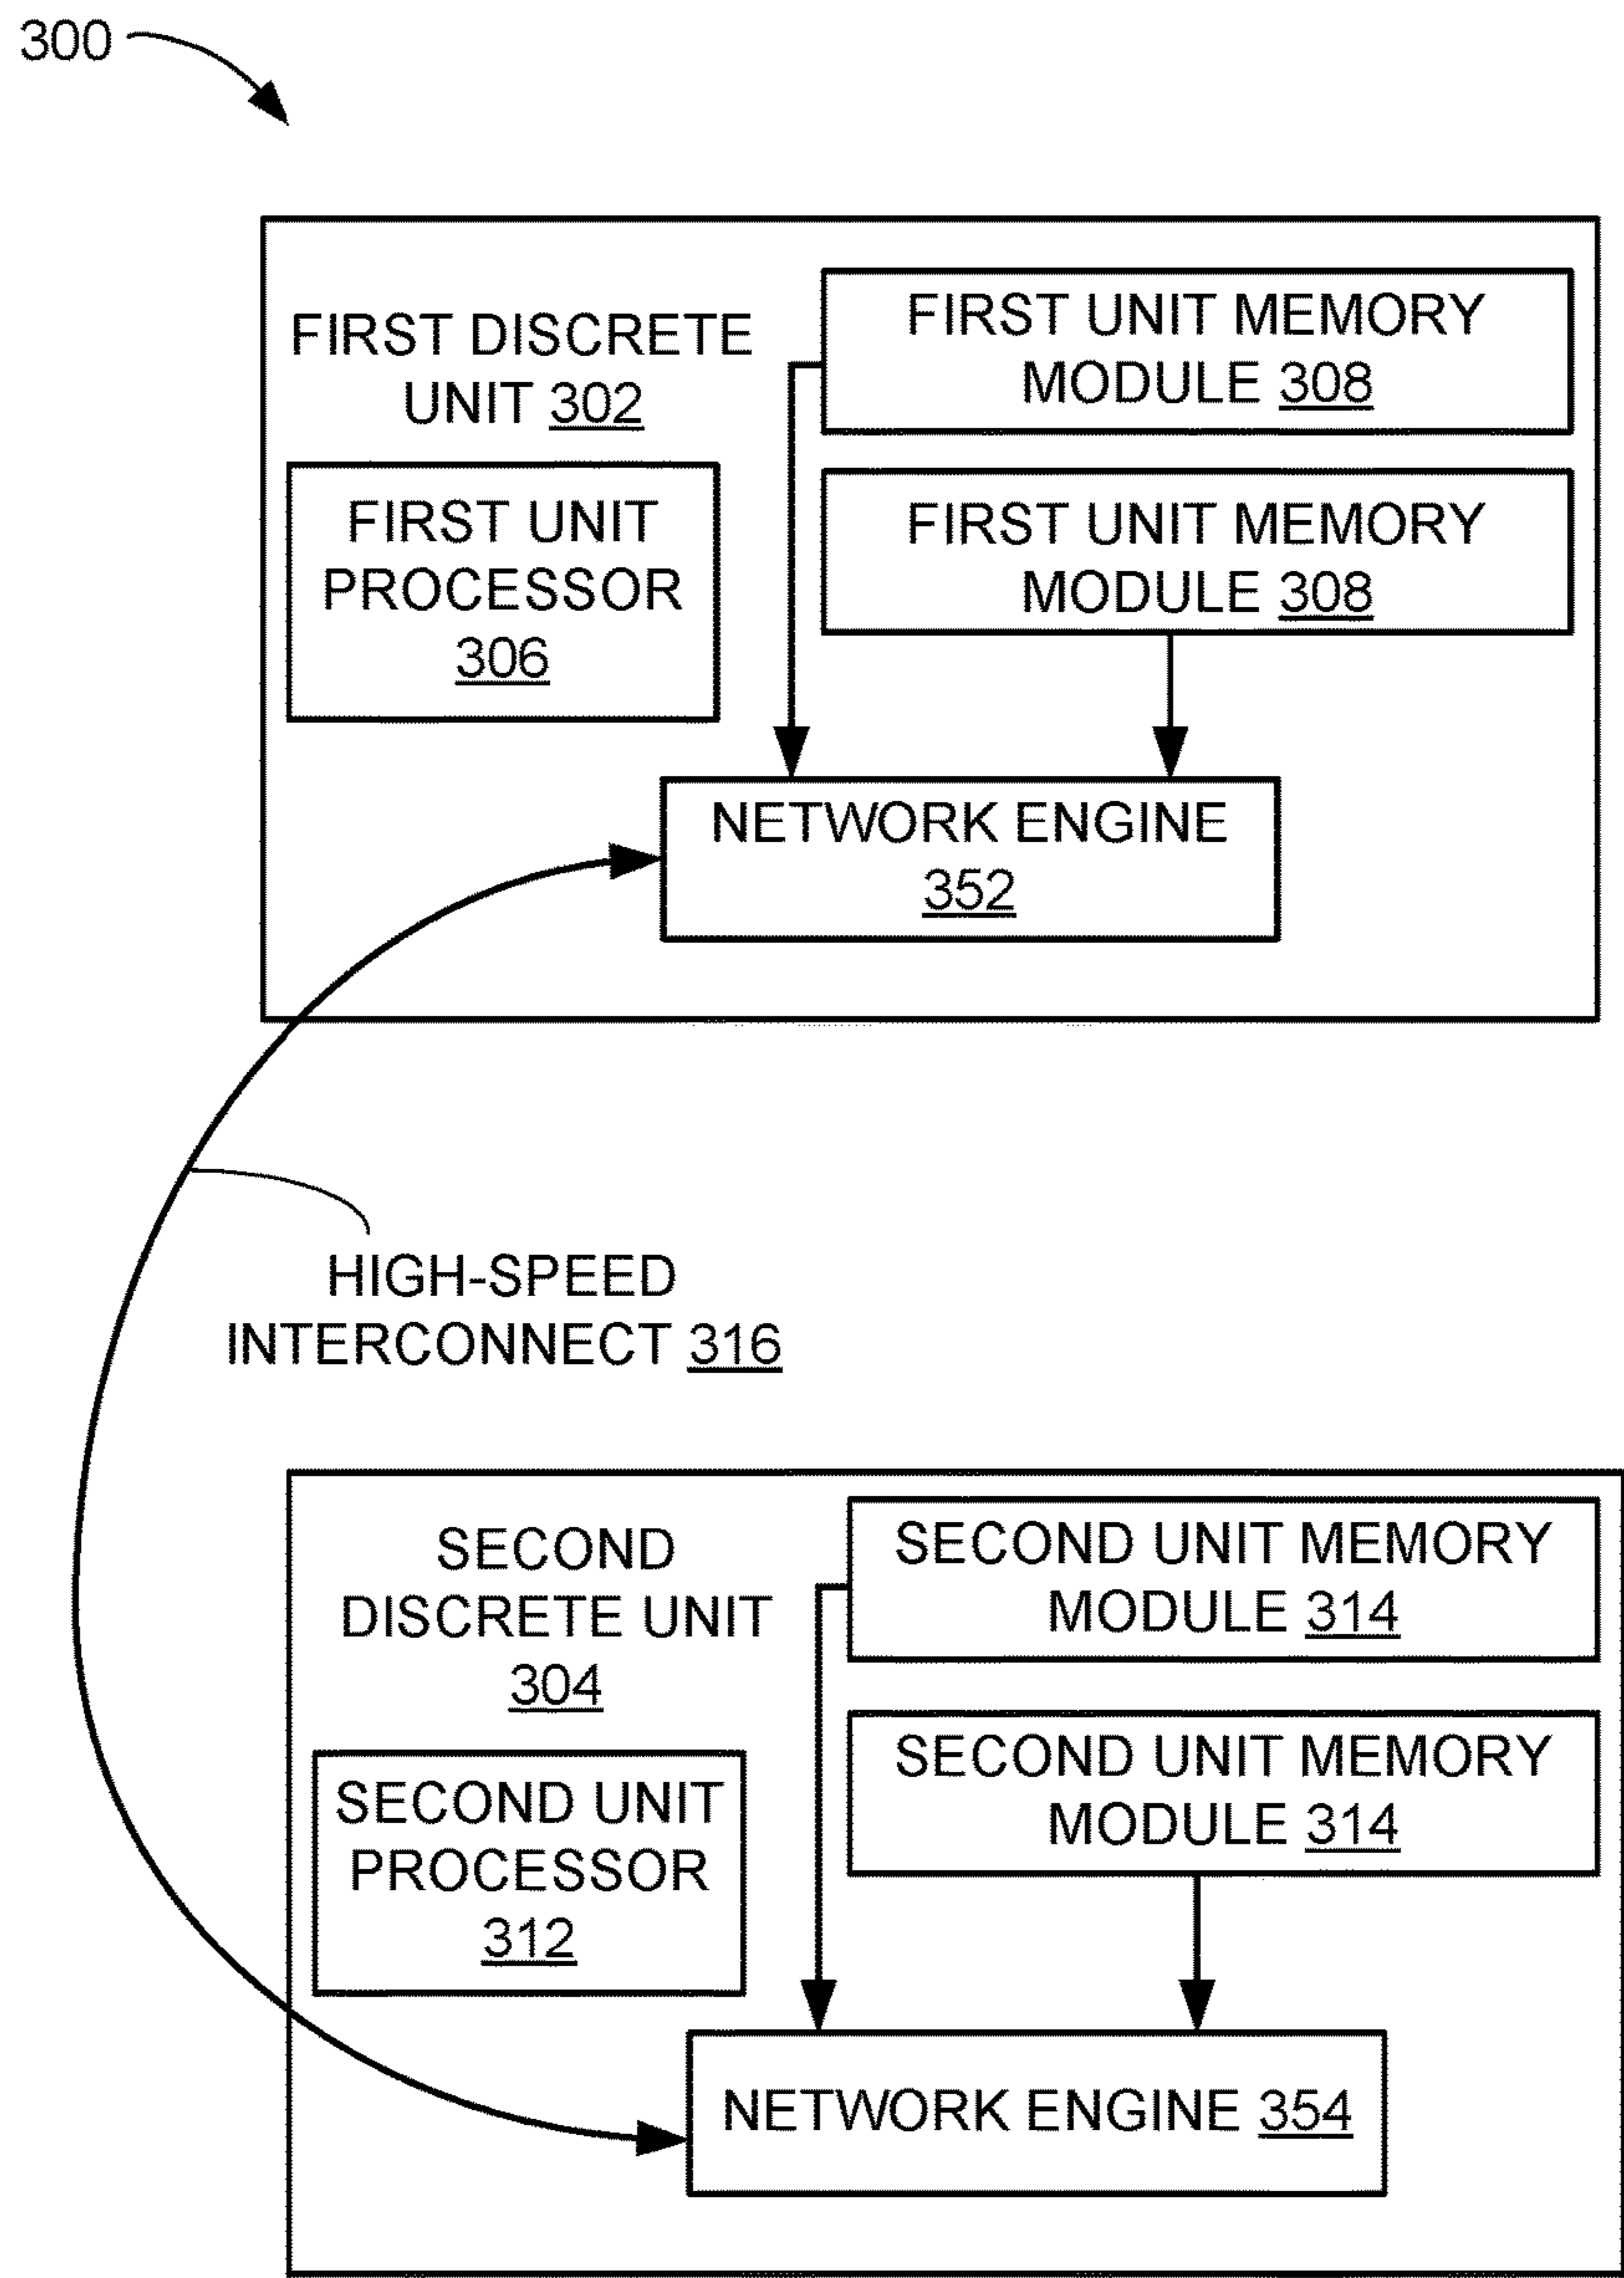 300
FIRST DISCRETE
UNIT 302
FIRST UNIT MEMORY
MODULE 308
FIRST UNIT
PROCESSOR
306
FIRST UNIT MEMORY
MODULE 308
NETWORK ENGINE
352
HIGH-SPEED
INTERCONNECT 316
SECOND
DISCRETE UNIT
304
SECOND UNIT MEMORY
MODULE 314
SECOND UNIT
PROCESSOR
312
SECOND UNIT MEMORY
MODULE 314
NETWORK ENGINE 354